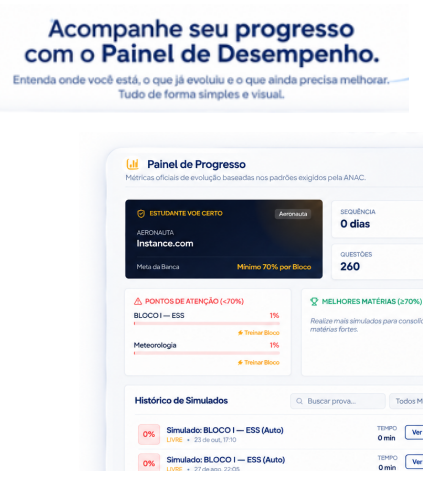 Acompanhe seu progresso
com o Painel de Desempenho.
Entenda onde você está, o que já evoluiu e o que ainda precisa melhorar.
Tudo de forma simples e visual.
Painel de Progresso
Métricas oficiais de evolução baseadas nos padrões exigidos pela ANAC.
ESTUDANTE VOE CERTO
Aeronauta
AERONAUTA
Instance.com
Meta da Banca
Mínimo 70% por Bloco
SEQUÊNCIA
0 dias
QUESTÕES
260
PONTOS DE ATENÇÃO (<70%)
BLOCO I — ESS 1%
Treinar Bloco
Meteorologia 1%
Treinar Bloco
MELHORES MATÉRIAS (≥70%)
Realize mais simulados para consolid
matérias fortes.
Histórico de Simulados
Buscar prova...
Todos M
0%
Simulado: BLOCO I — ESS (Auto)
LIVRE • 23 de out, 17:10
TEMPO
0 min
Ver
0%
Simulado: BLOCO I — ESS (Auto)
LIVRE • 27 de ago, 22:05
TEMPO
0 min
Ver